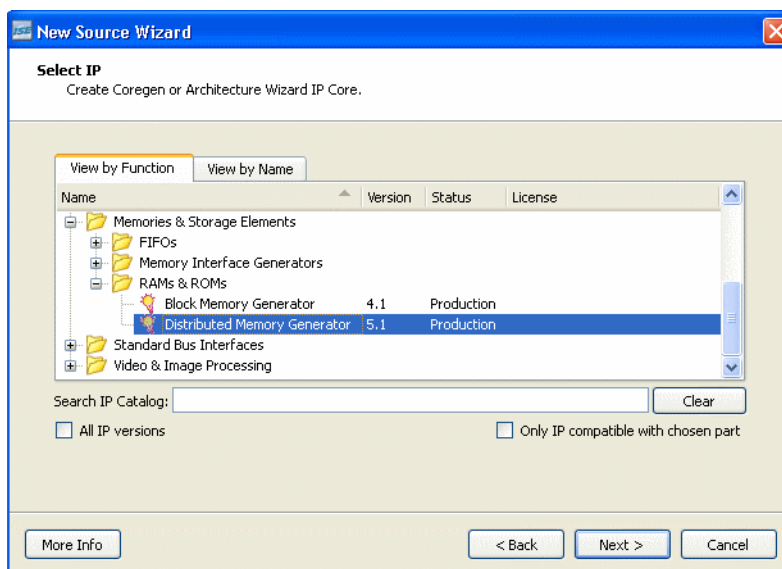 ISE New Source Wizard
Select IP
Create Coregen or Architecture Wizard IP Core.
View by Function View by Name
Name Version Status License
Memories & Storage Elements
FIFOs
Memory Interface Generators
RAMs & ROMs
Block Memory Generator 4.1 Production
Distributed Memory Generator 5.1 Production
Standard Bus Interfaces
Video & Image Processing
Search IP Catalog: Clear
All IP versions Only IP compatible with chosen part
More Info < Back Next > Cancel